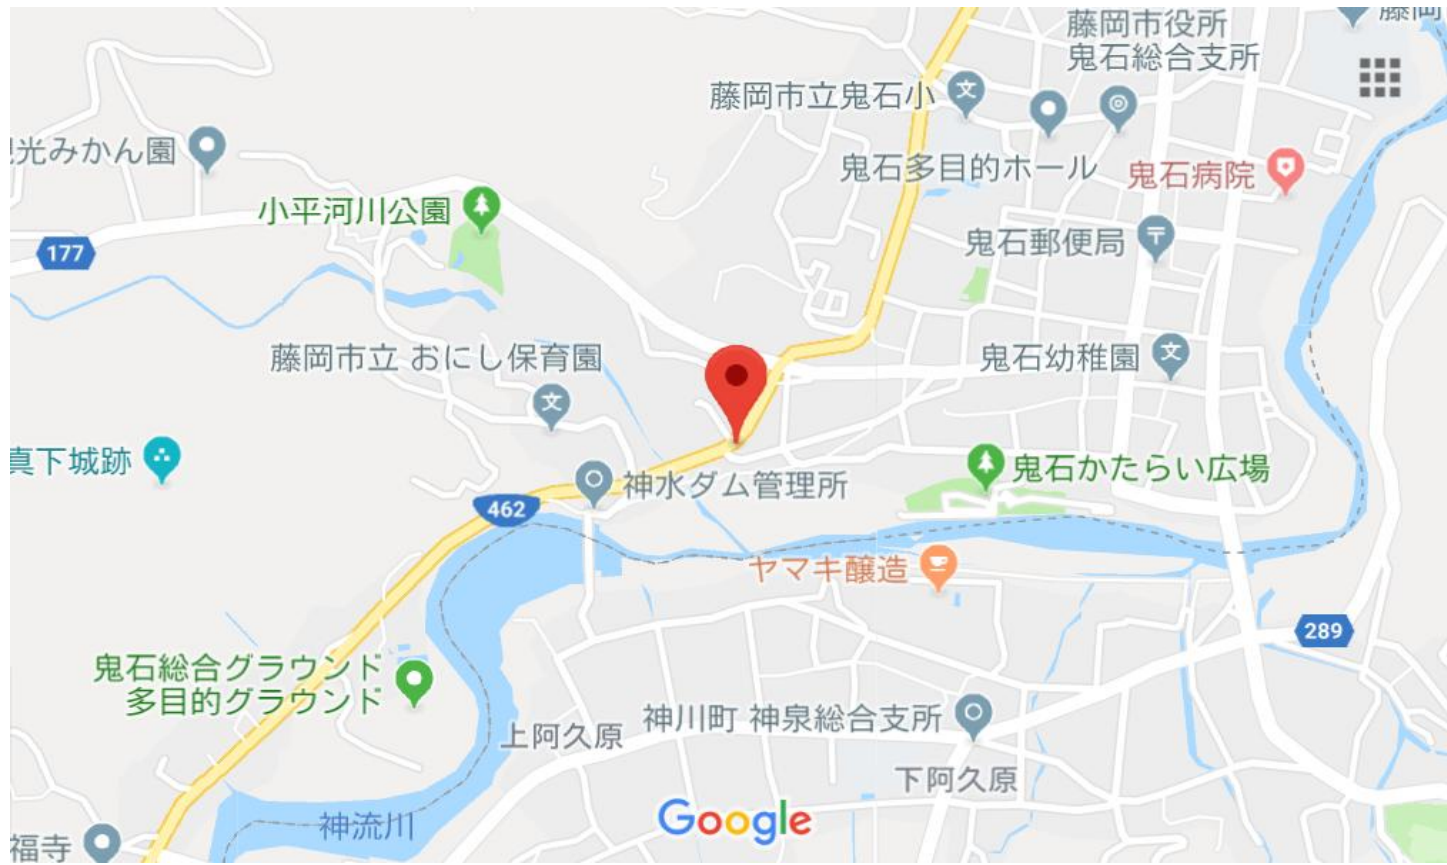 藤岡
藤岡市役所
鬼石総合支所
藤岡市立鬼石小
光みかん園
鬼石多目的ホール
鬼石病院
小平河川公園
177
鬼石郵便局
藤岡市立 おにし保育園
鬼石幼稚園
真下城跡
鬼石かたらい広場
神水ダム管理所
462
ヤマキ醸造
289
鬼石総合グラウンド
多目的グラウンド
上阿久原
神川町 神泉総合支所
下阿久原
神流川
Google
福寺